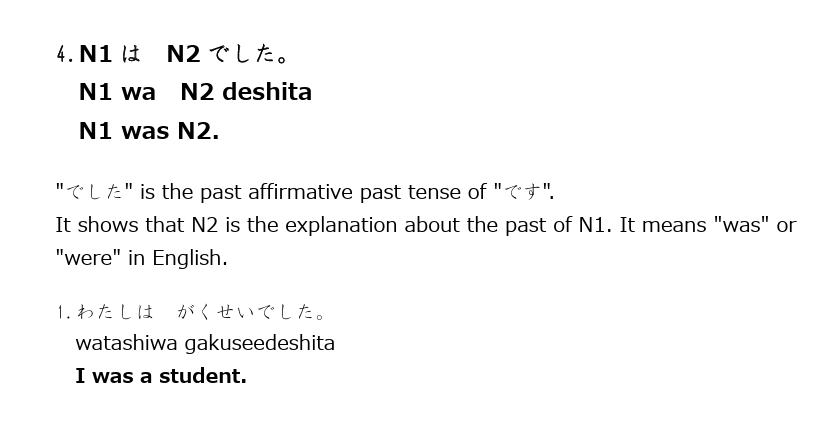 4. N1 は　N2 でした。
N1 wa　N2 deshita
N1 was N2.
"でした" is the past affirmative past tense of "です".
It shows that N2 is the explanation about the past of N1. It means "was" or
"were" in English.
1. わたしは　がくせいでした。
watashiwa gakuseedeshita
I was a student.